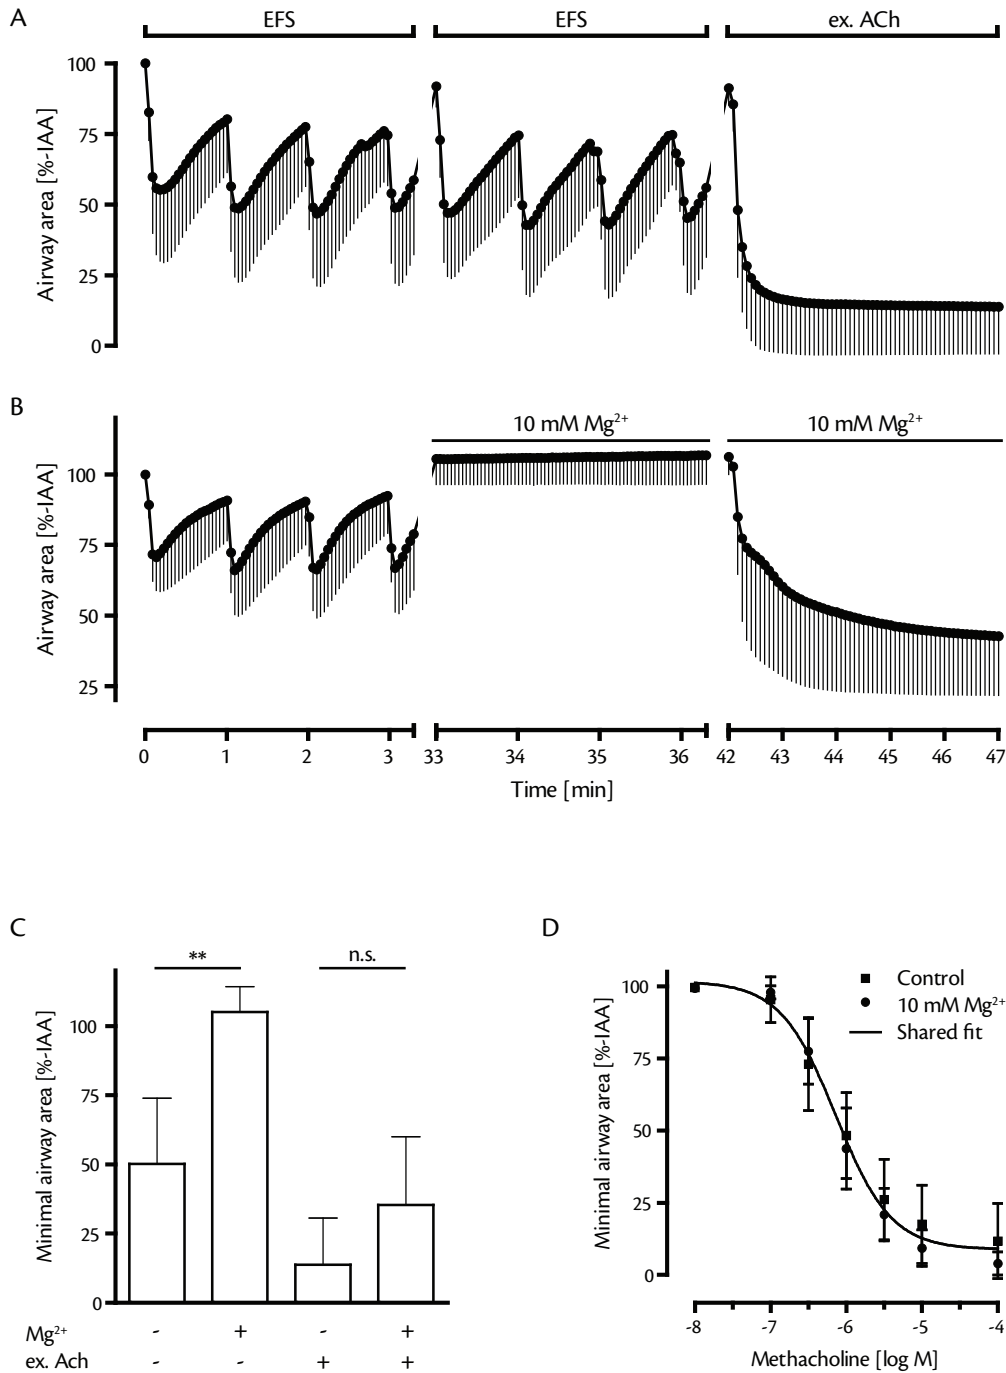 A
EFS EFS ex. ACh
Airway area [%-IAA]
100
75
50
25
0
B
10 mM Mg²⁺ 10 mM Mg²⁺
Airway area [%-IAA]
100
75
50
25
0 1 2 3 33 34 35 36 42 43 44 45 46 47
Time [min]
C
** n.s.
Minimal airway area [%-IAA]
100
75
50
25
0
Mg²⁺ - + - +
ex. Ach - - + +
D
Control
10 mM Mg²⁺
Shared fit
Minimal airway area [%-IAA]
100
75
50
25
0
-8 -7 -6 -5 -4
Methacholine [log M]